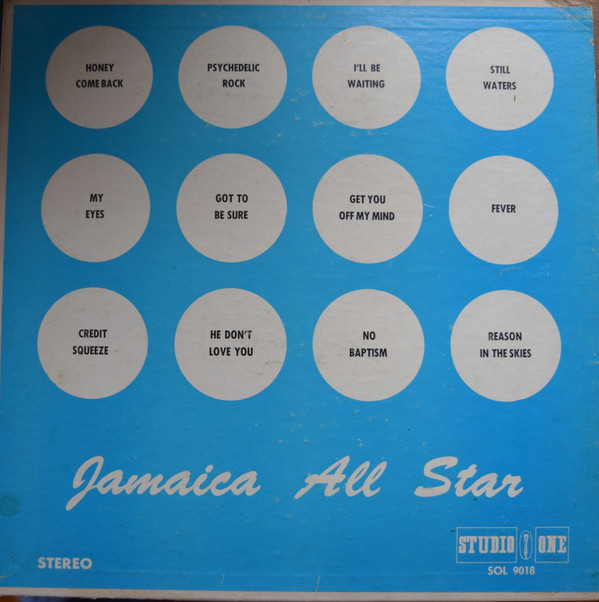 HONEY
COME BACK
PSYCHEDELIC
ROCK
I'LL BE
WAITING
STILL
WATERS
MY
EYES
GOT TO
BE SURE
GET YOU
OFF MY MIND
FEVER
CREDIT
SQUEEZE
HE DON'T
LOVE YOU
NO
BAPTISM
REASON
IN THE SKIES
Jamaica All Star
STUDIO ONE
STEREO
SOL 9018